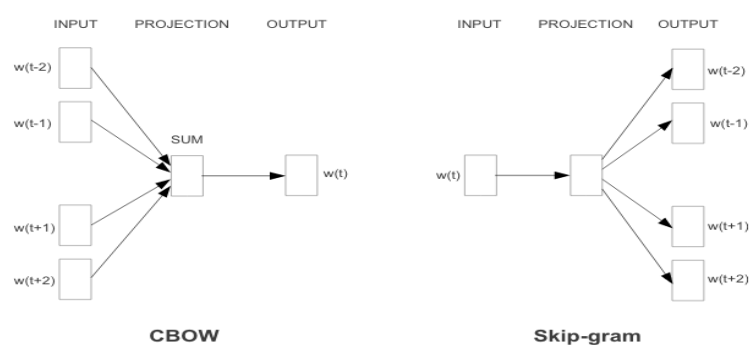 INPUT PROJECTION OUTPUT
w(t-2)
w(t-1)
SUM
w(t)
w(t+1)
w(t+2)
CBOW
INPUT PROJECTION OUTPUT
w(t-2)
w(t-1)
w(t)
w(t+1)
w(t+2)
Skip-gram